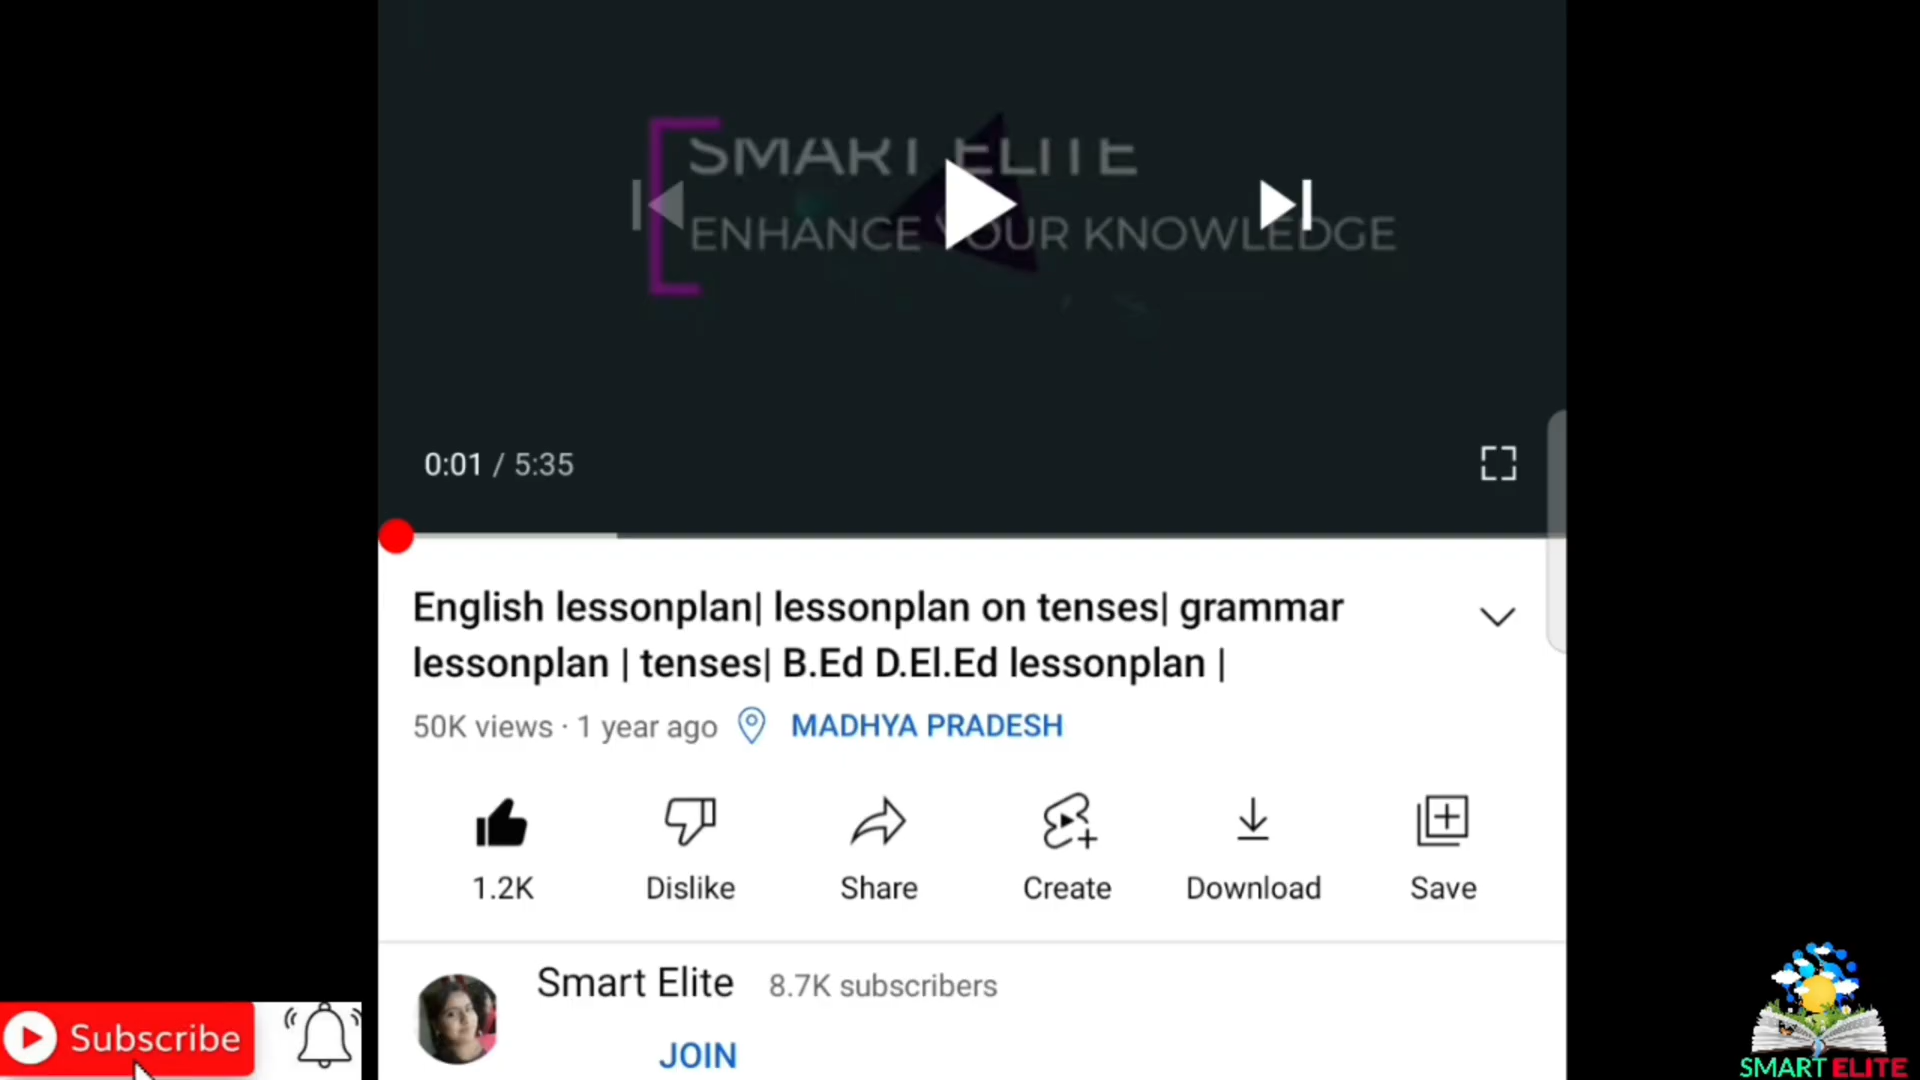 SMART ELITE
ENHANCE YOUR KNOWLEDGE
0:01 / 5:35
English lessonplan| lessonplan on tenses| grammar
lessonplan | tenses| B.Ed D.El.Ed lessonplan |
50K views · 1 year ago MADHYA PRADESH
1.2K Dislike Share Create Download Save
Smart Elite 8.7K subscribers
JOIN
Subscribe
SMART ELITE